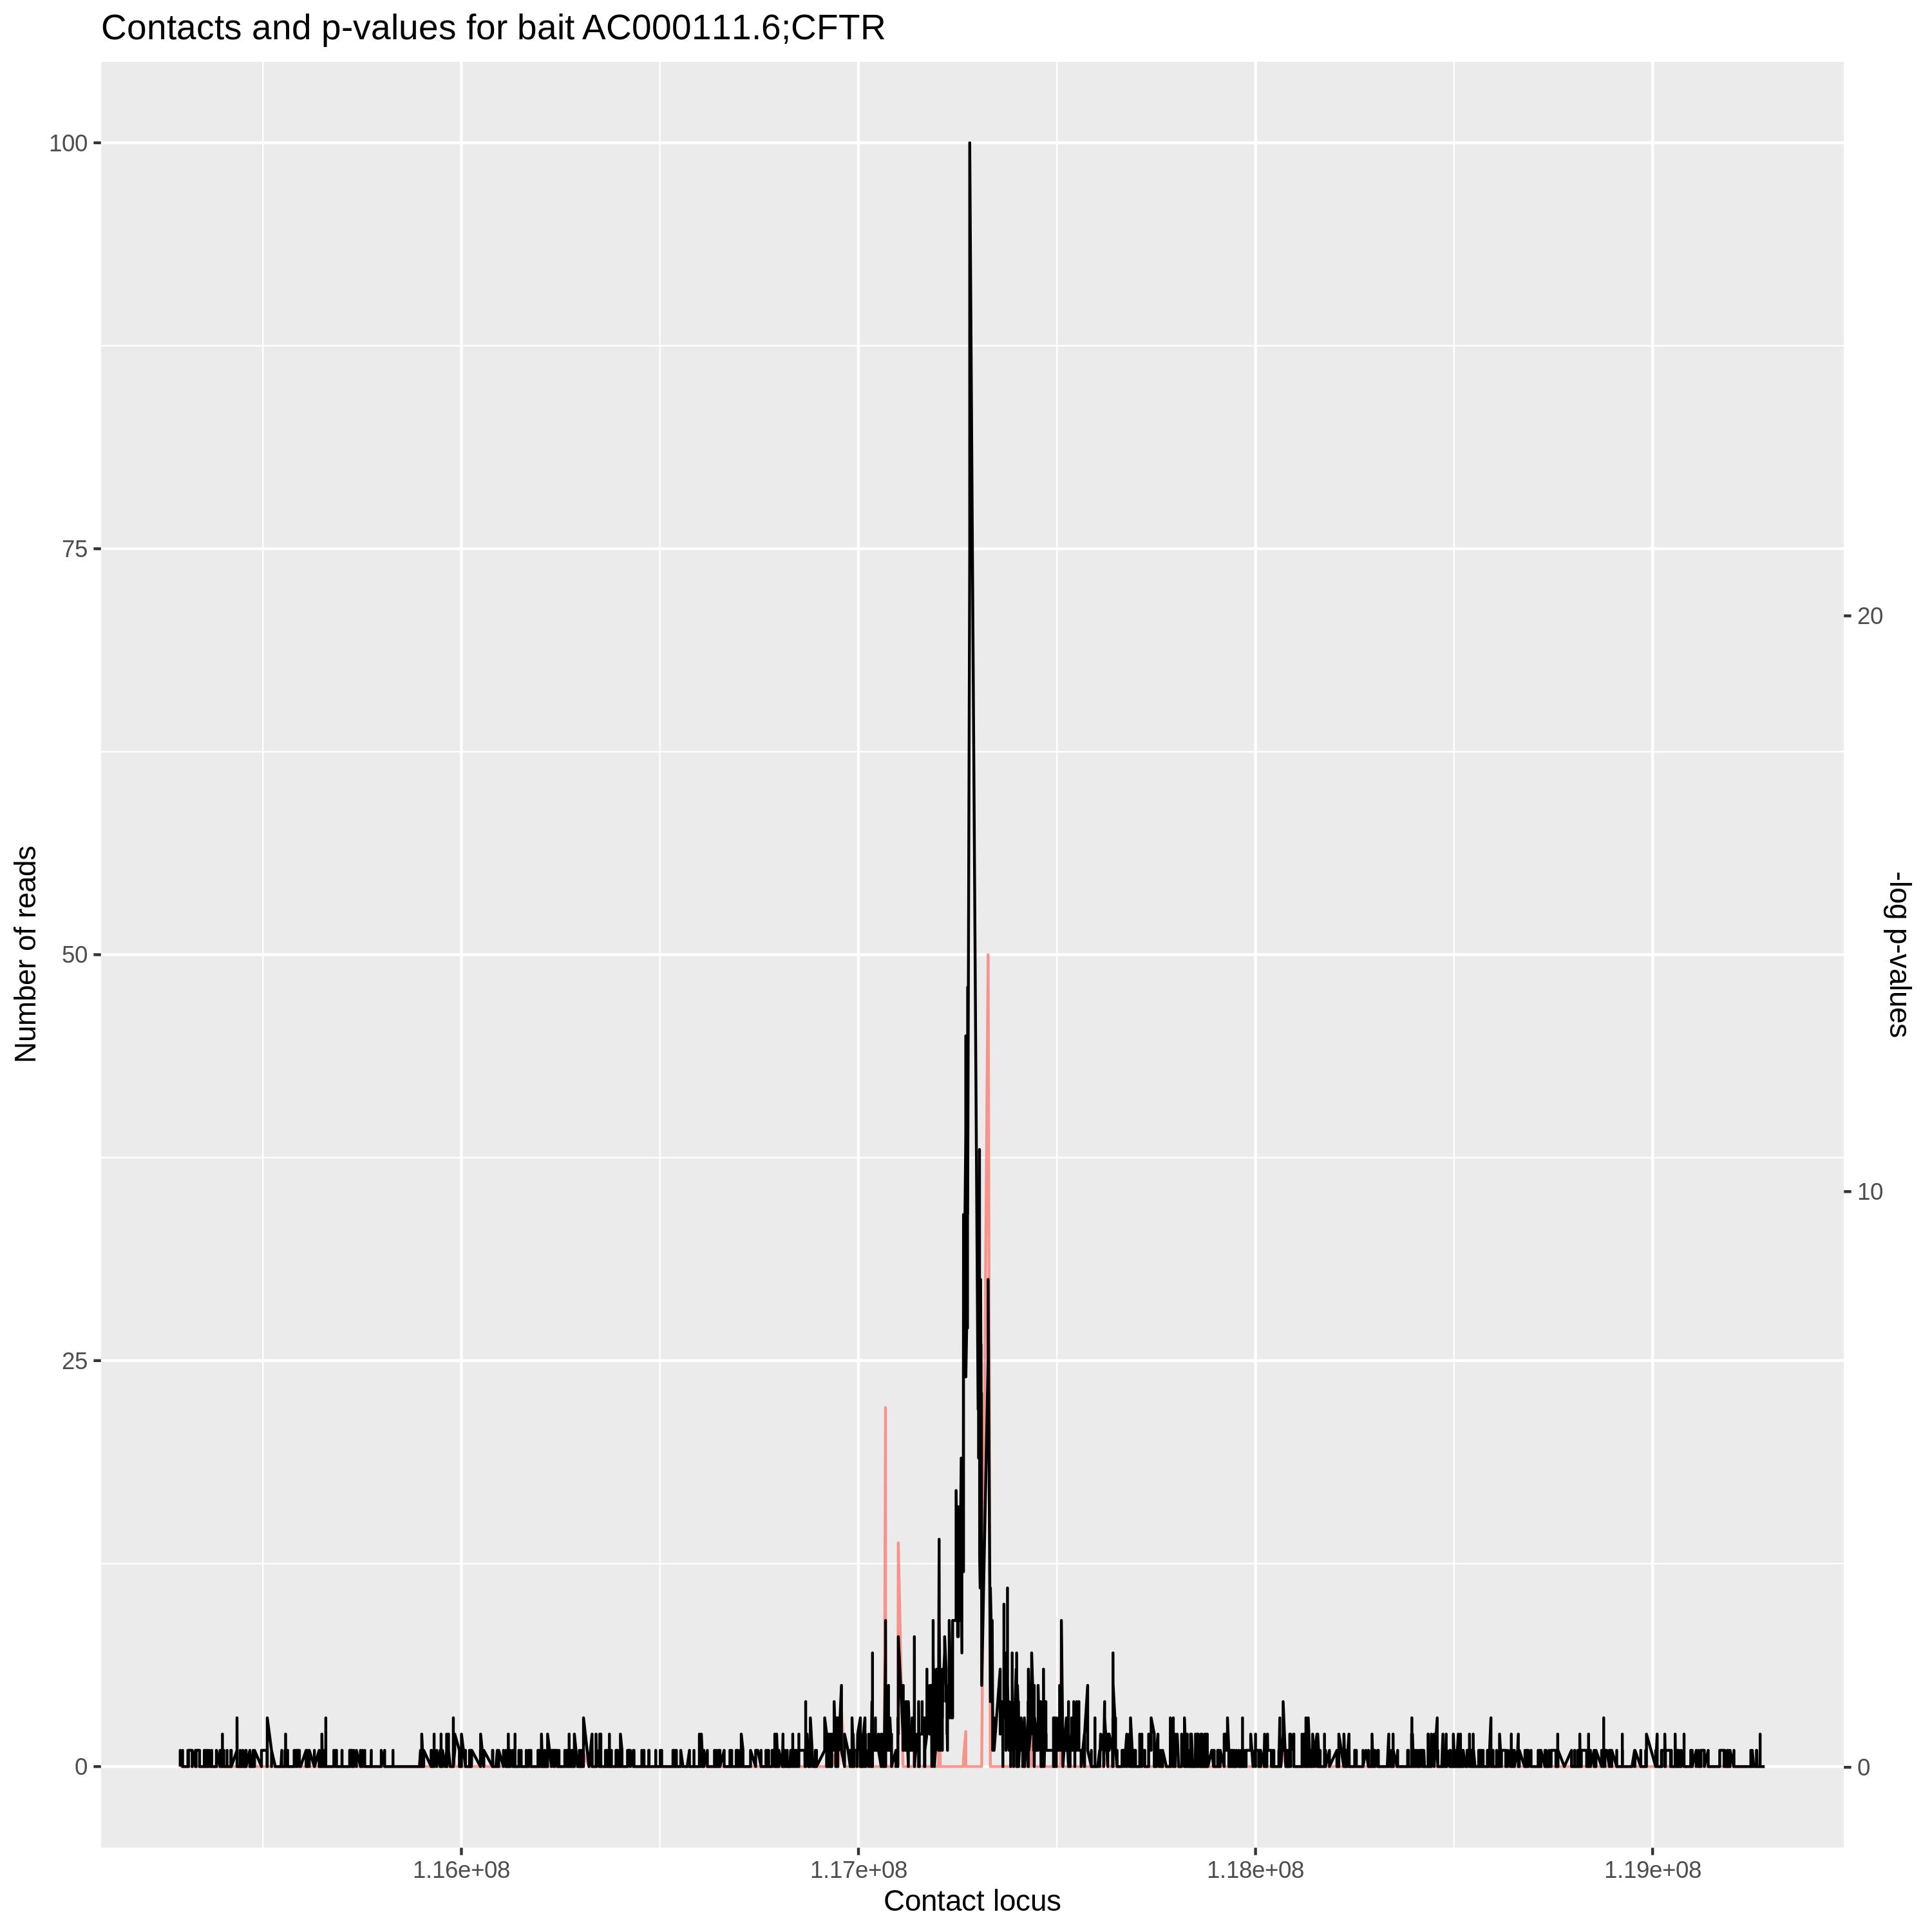 Contacts and p-values for bait AC000111.6;CFTR
100
75
50
25
0
Number of reads
20
10
0
-log p-values
1.16e+08
1.17e+08
1.18e+08
1.19e+08
Contact locus